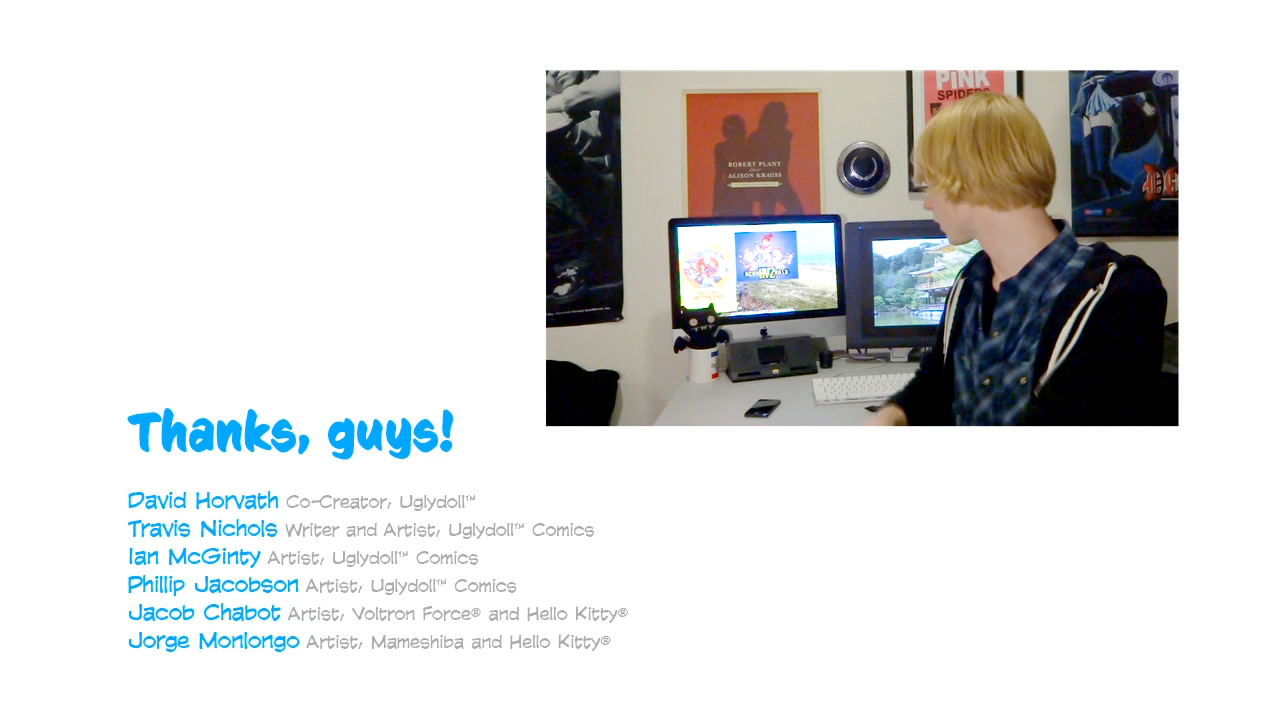 PiNK
SPIDERS
ROBERT PLANT
ALISON KRAUSS
Thanks, guys!
David Horvath Co-Creator, Uglydoll™
Travis Nichols Writer and Artist, Uglydoll™ Comics
Ian McGinty Artist, Uglydoll™ Comics
Phillip Jacobson Artist, Uglydoll™ Comics
Jacob Chabot Artist, Voltron Force® and Hello Kitty®
Jorge Monlongo Artist, Mameshiba and Hello Kitty®